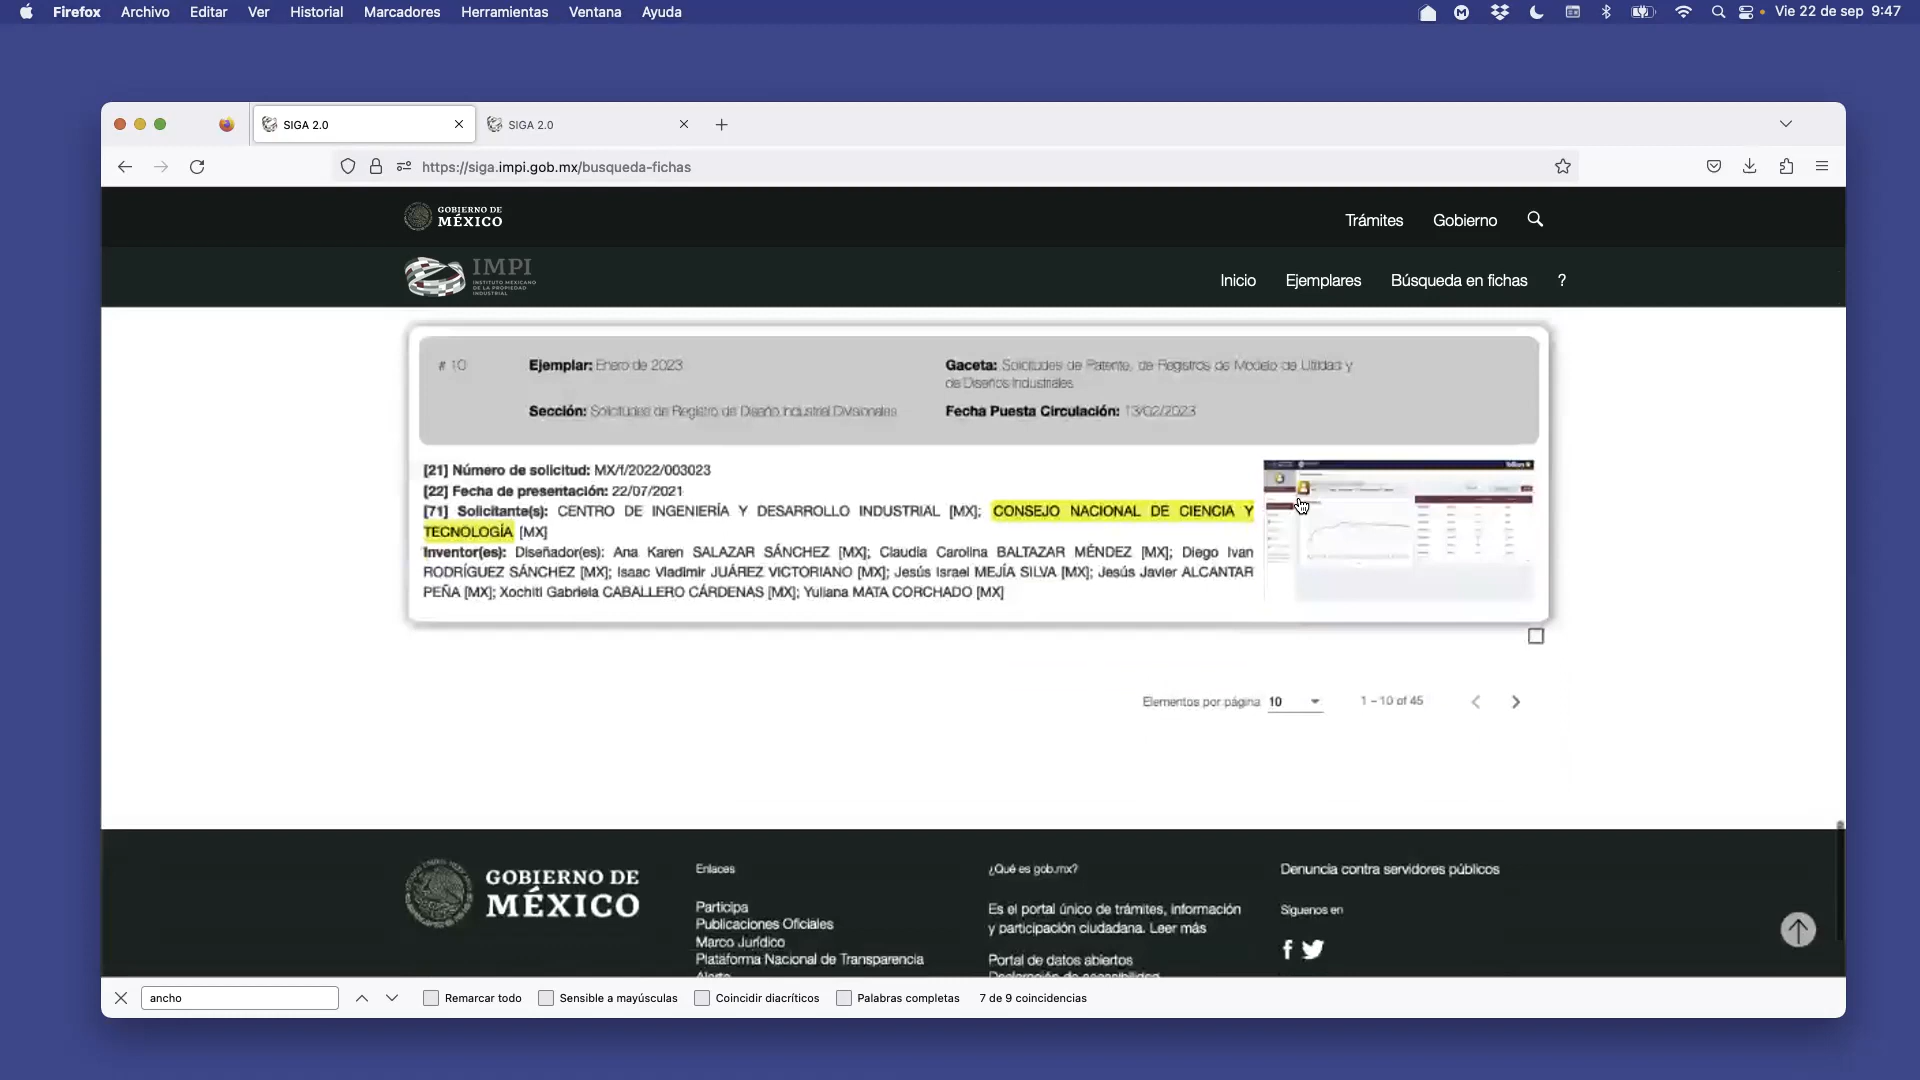 Firefox Archivo Editar Ver Historial Marcadores Herramientas Ventana Ayuda Vie 22 de sep 9:47
SIGA 2.0 SIGA 2.0
https://siga.impi.gob.mx/busqueda-fichas
GOBIERNO DE
MÉXICO
Trámites Gobierno
IMPI
INSTITUTO MEXICANO
DE LA PROPIEDAD
INDUSTRIAL
Inicio Ejemplares Búsqueda en fichas ?
# 10 Ejemplar: Enero de 2023 Gaceta: Solicitudes de Patente, de Registros de Modelo de Utilidad y
de Diseños Industriales
Sección: Solicitudes de Registro de Diseño Industrial Divisionales Fecha Puesta Circulación: 13/02/2023
[21] Número de solicitud: MX/f/2022/003023
[22] Fecha de presentación: 22/07/2021
[71] Solicitante(s): CENTRO DE INGENIERÍA Y DESARROLLO INDUSTRIAL [MX]; CONSEJO NACIONAL DE CIENCIA Y
TECNOLOGÍA [MX]
Inventor(es): Diseñador(es): Ana Karen SALAZAR SÁNCHEZ [MX]; Claudia Carolina BALTAZAR MÉNDEZ [MX]; Diego Ivan
RODRÍGUEZ SÁNCHEZ [MX]; Isaac Vladimir JUÁREZ VICTORIANO [MX]; Jesús Israel MEJÍA SILVA [MX]; Jesús Javier ALCANTAR
PEÑA [MX]; Xochitl Gabriela CABALLERO CÁRDENAS [MX]; Yuliana MATA CORCHADO [MX]
Elementos por página 10 1 – 10 of 45
GOBIERNO DE
MÉXICO
Enlaces
Participa
Publicaciones Oficiales
Marco Jurídico
Plataforma Nacional de Transparencia
Alerta
¿Qué es gob.mx?
Es el portal único de trámites, información
y participación ciudadana. Leer más
Portal de datos abiertos
Declaración de accesibilidad
Denuncia contra servidores públicos
Síguenos en
ancho Remarcar todo Sensible a mayúsculas Coincidir diacríticos Palabras completas 7 de 9 coincidencias